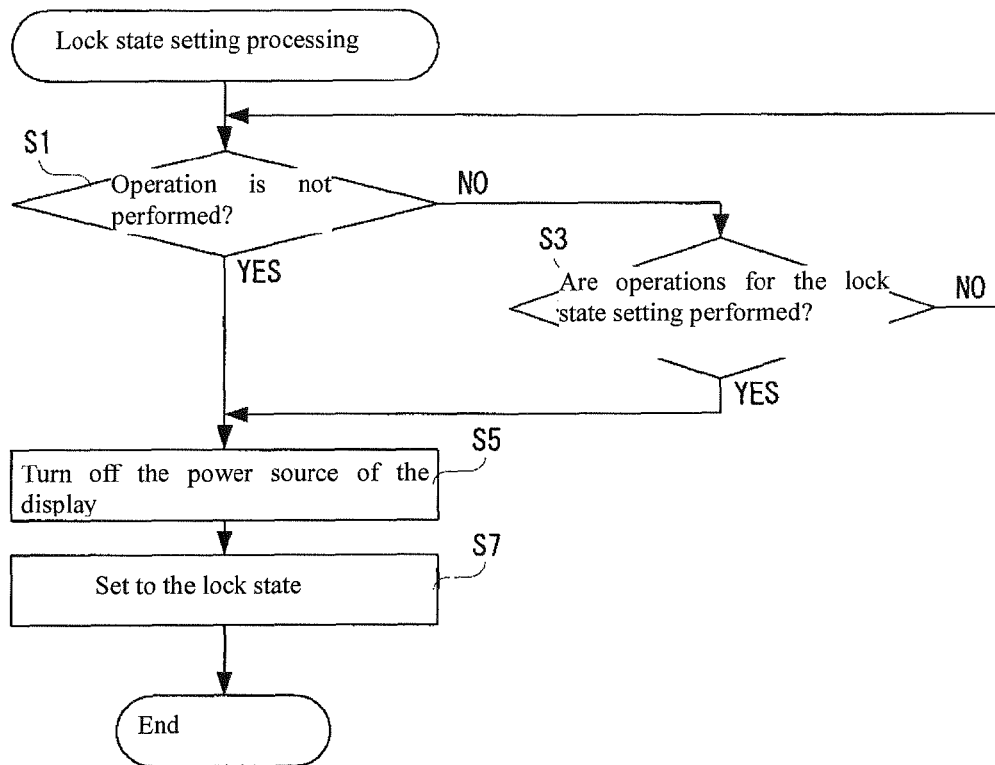 Lock state setting processing
S1
Operation is not
performed?
NO
YES
S3
Are operations for the lock
state setting performed?
NO
YES
S5
Turn off the power source of the
display
S7
Set to the lock state
End